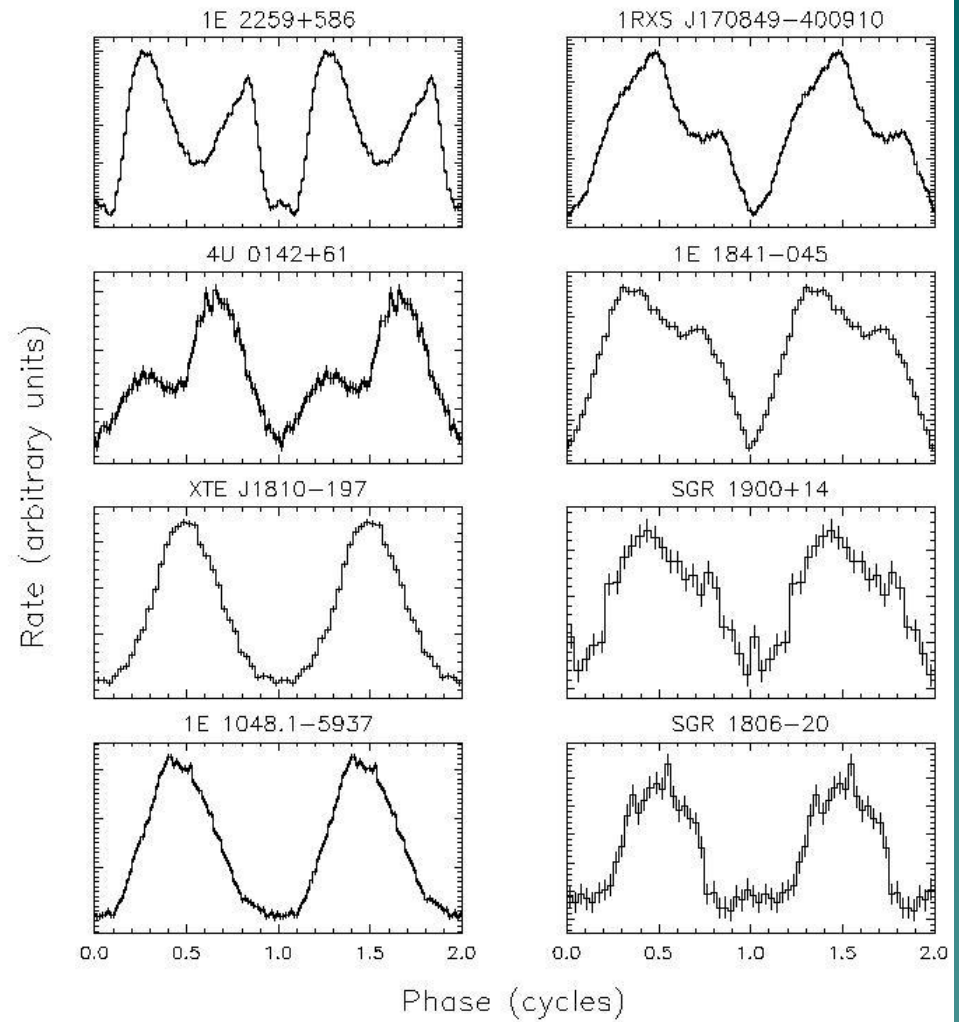 1E 2259+586
1RXS J170849-400910
4U 0142+61
1E 1841-045
XTE J1810-197
SGR 1900+14
1E 1048.1-5937
SGR 1806-20
Rate (arbitrary units)
0.0 0.5 1.0 1.5 2.0
0.0 0.5 1.0 1.5 2.0
Phase (cycles)